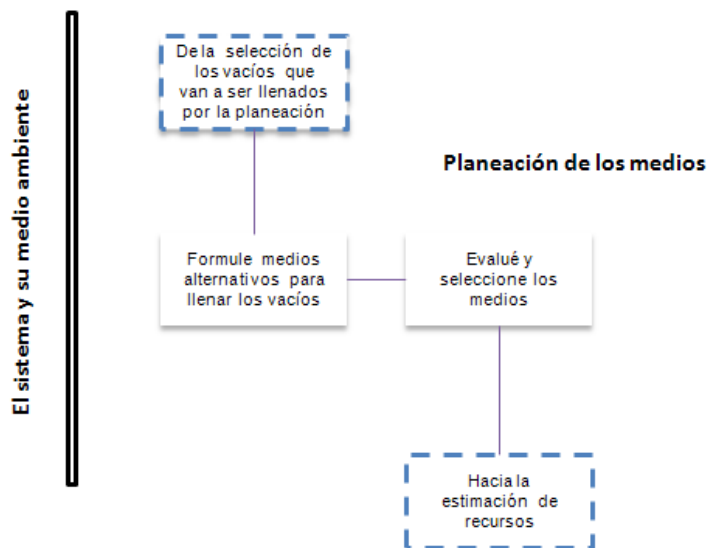 De la selección de
los vacíos que
van a ser llenados
por la planeación
Planeación de los medios
El sistema y su medio ambiente
Formule medios
alternativos para
llenar los vacíos
Evalué y
seleccione los
medios
Hacia la
estimación de
recursos